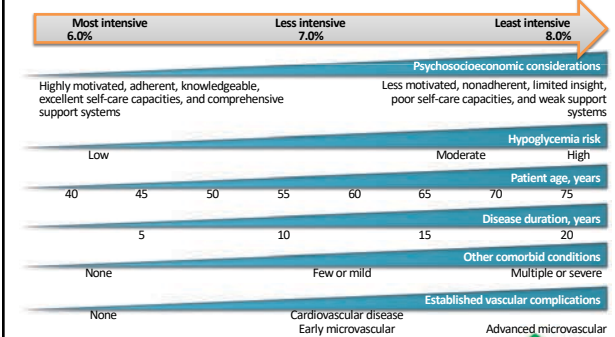 Most intensive Less intensive Least intensive
6.0% 7.0% 8.0%
Psychosocioeconomic considerations
Highly motivated, adherent, knowledgeable, Less motivated, nonadherent, limited insight,
excellent self-care capacities, and comprehensive poor self-care capacities, and weak support
support systems systems
Hypoglycemia risk
Low Moderate High
Patient age, years
40 45 50 55 60 65 70 75
Disease duration, years
5 10 15 20
Other comorbid conditions
None Few or mild Multiple or severe
Established vascular complications
None Cardiovascular disease
Early microvascular Advanced microvascular